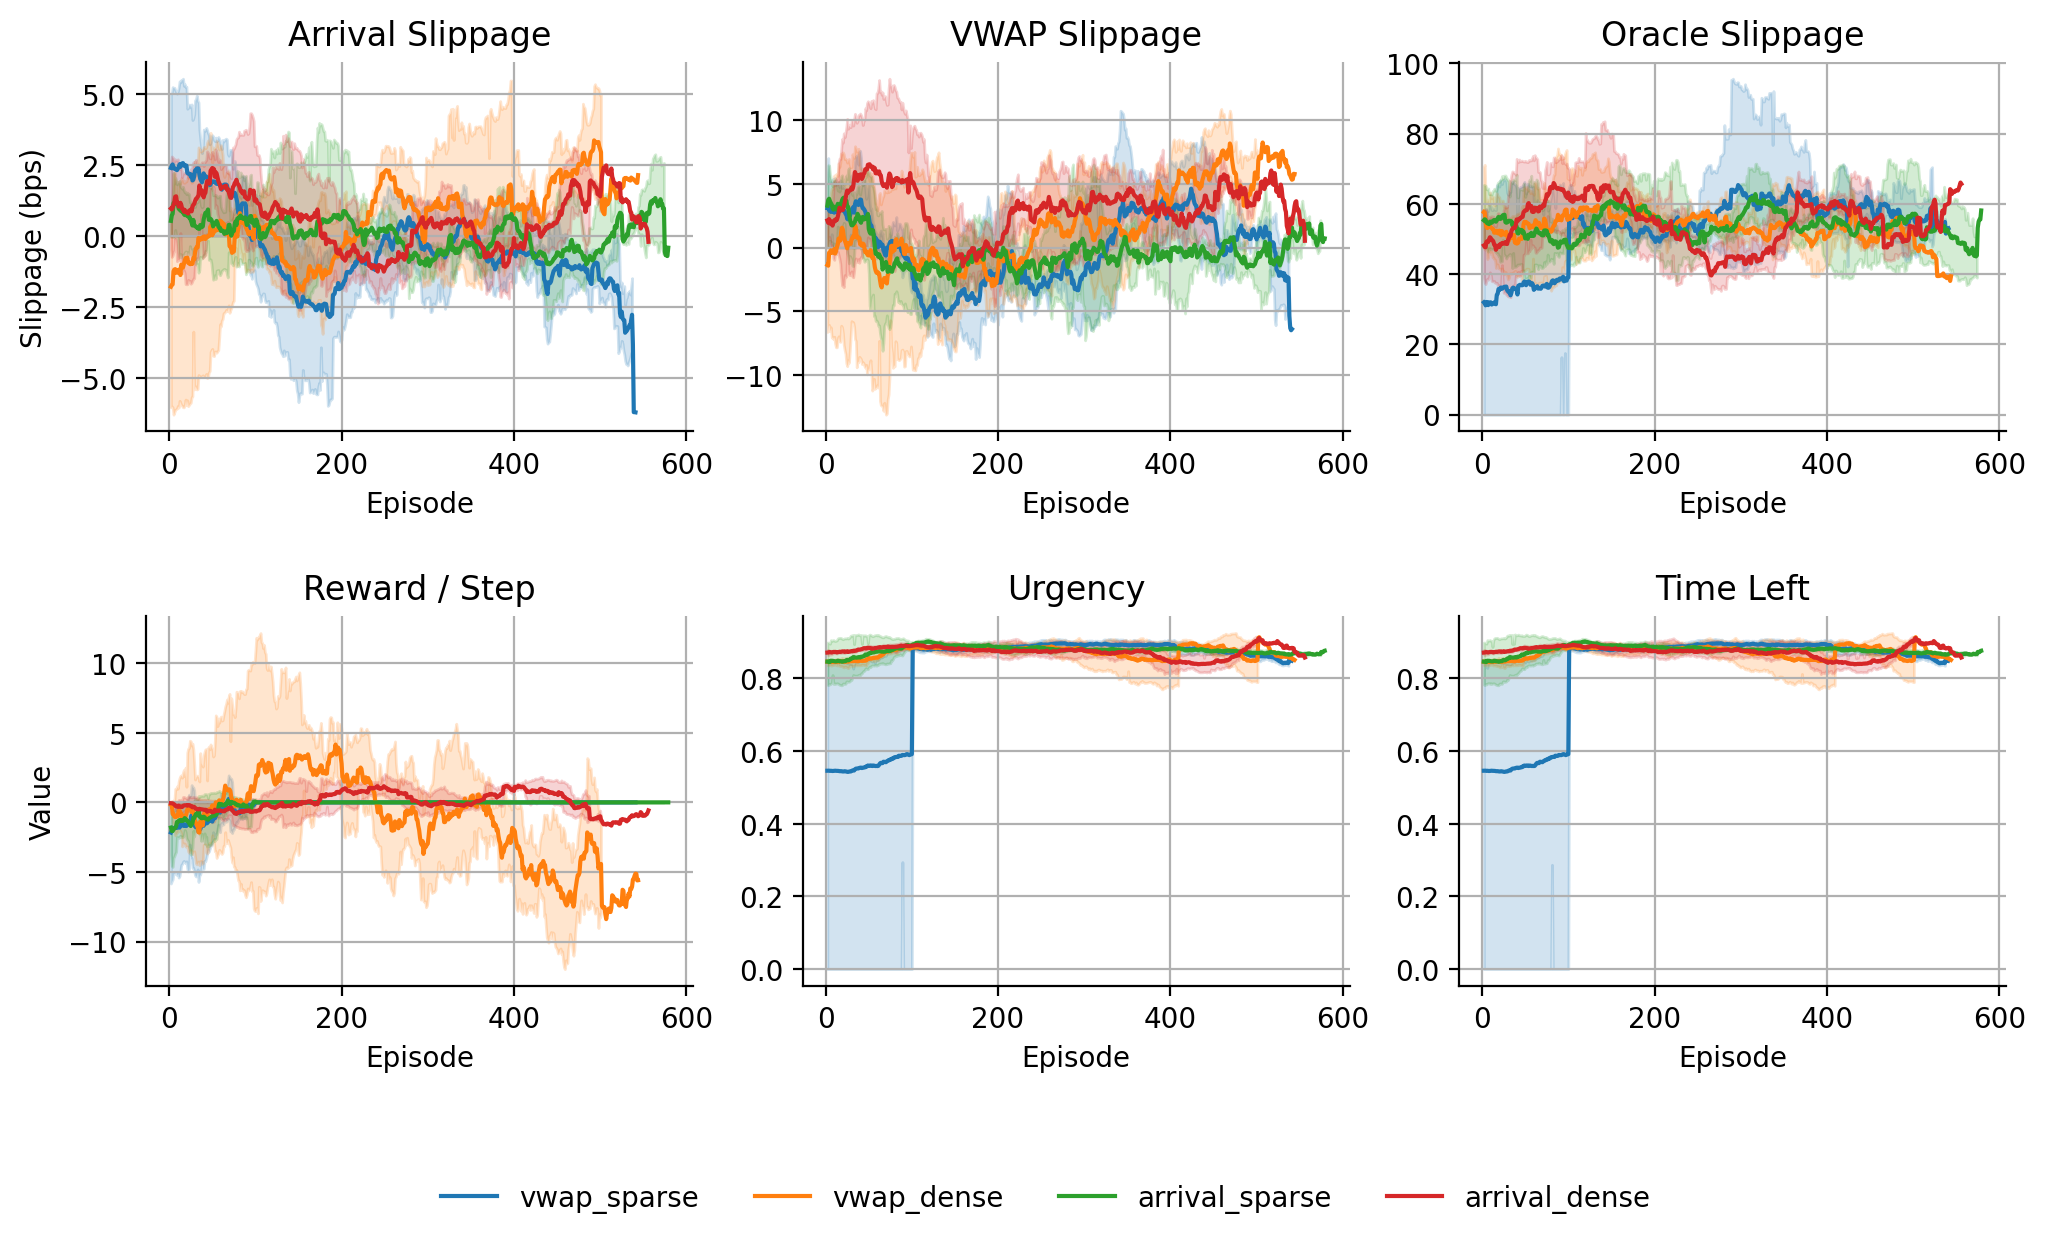 Arrival Slippage
Slippage (bps)
5.0
2.5
0.0
−2.5
−5.0
0 200 400 600
Episode
VWAP Slippage
10
5
0
−5
−10
0 200 400 600
Episode
Oracle Slippage
100
80
60
40
20
0
0 200 400 600
Episode
Reward / Step
Value
10
5
0
−5
−10
0 200 400 600
Episode
Urgency
0.8
0.6
0.4
0.2
0.0
0 200 400 600
Episode
Time Left
0.8
0.6
0.4
0.2
0.0
0 200 400 600
Episode
vwap_sparse vwap_dense arrival_sparse arrival_dense